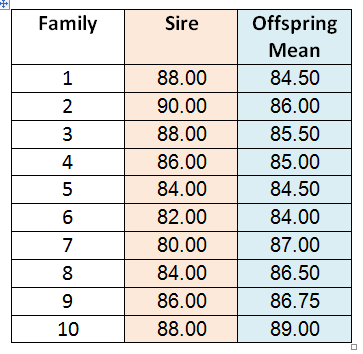 Family Sire Offspring
Mean
1 88.00 84.50
2 90.00 86.00
3 88.00 85.50
4 86.00 85.00
5 84.00 84.50
6 82.00 84.00
7 80.00 87.00
8 84.00 86.50
9 86.00 86.75
10 88.00 89.00